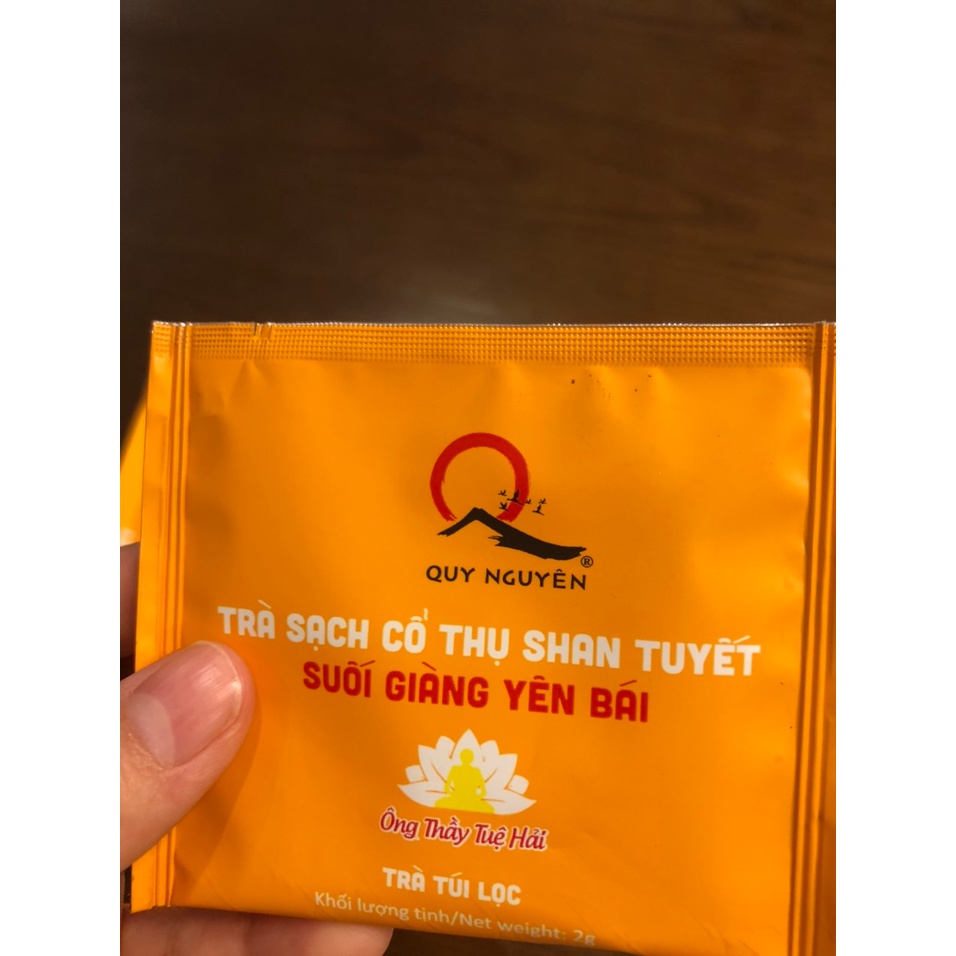 QUY NGUYÊN ®
TRÀ SẠCH CỔ THỤ SHAN TUYẾT
SUỐI GIÀNG YÊN BÁI
Ông Thầy Tuệ Hải
TRÀ TÚI LỌC
Khối lượng tịnh/Net weight: 2g